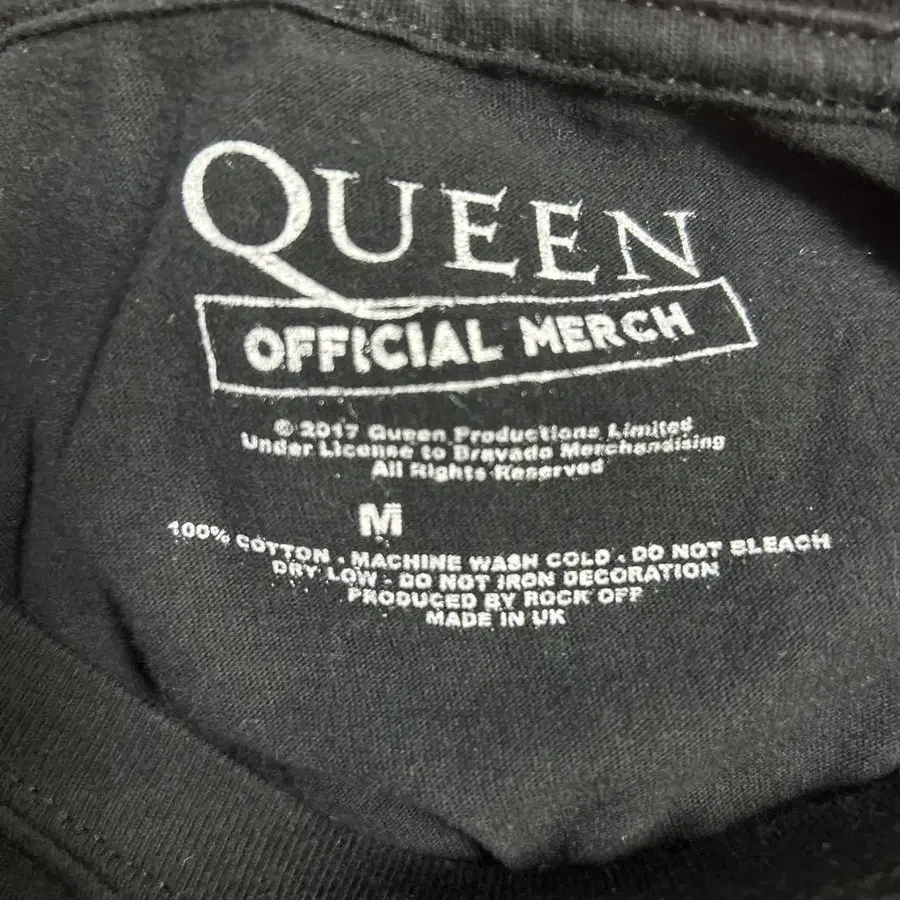 QUEEN
OFFICIAL MERCH
© 2017 Queen Productions Limited
Under License to Bravado Merchandising
All Rights Reserved
M
100% COTTON - MACHINE WASH COLD - DO NOT BLEACH
DRY LOW - DO NOT IRON DECORATION
PRODUCED BY ROCK OFF
MADE IN UK